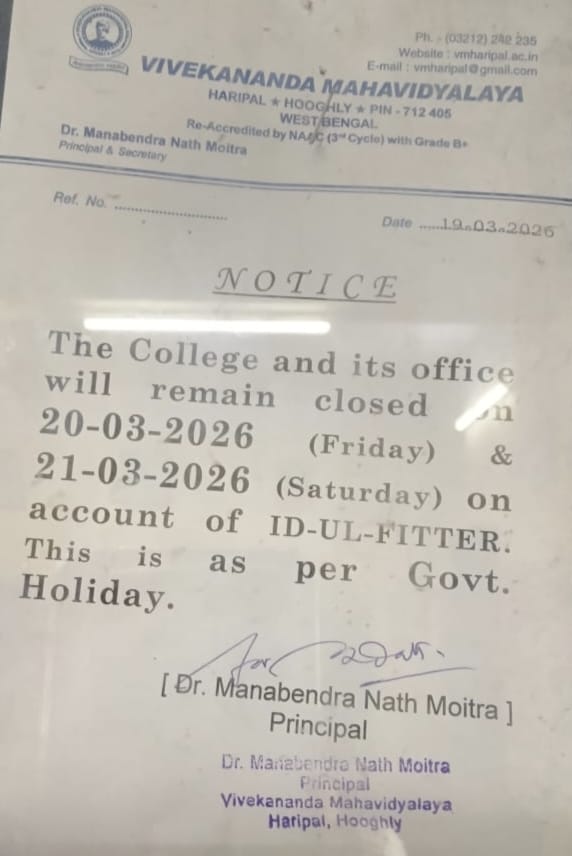 Ph. - (03212) 242 235
Website : vmharipal.ac.in
E-mail : vmharipal@gmail.com
VIVEKANANDA MAHAVIDYALAYA
HARIPAL ★ HOOGHLY ★ PIN - 712 405
WEST BENGAL
Re-Accredited by NAAC (3rd Cycle) with Grade B+
Dr. Manabendra Nath Moitra
Principal & Secretary
Ref. No. ............................
Date ......19.03.2026
NOTICE
The College and its office
will remain closed on
20-03-2026 (Friday) &
21-03-2026 (Saturday) on
account of ID-UL-FITTER.
This is as per Govt.
Holiday.
[ Dr. Manabendra Nath Moitra ]
Principal
Dr. Manabendra Nath Moitra
Principal
Vivekananda Mahavidyalaya
Haripal, Hooghly